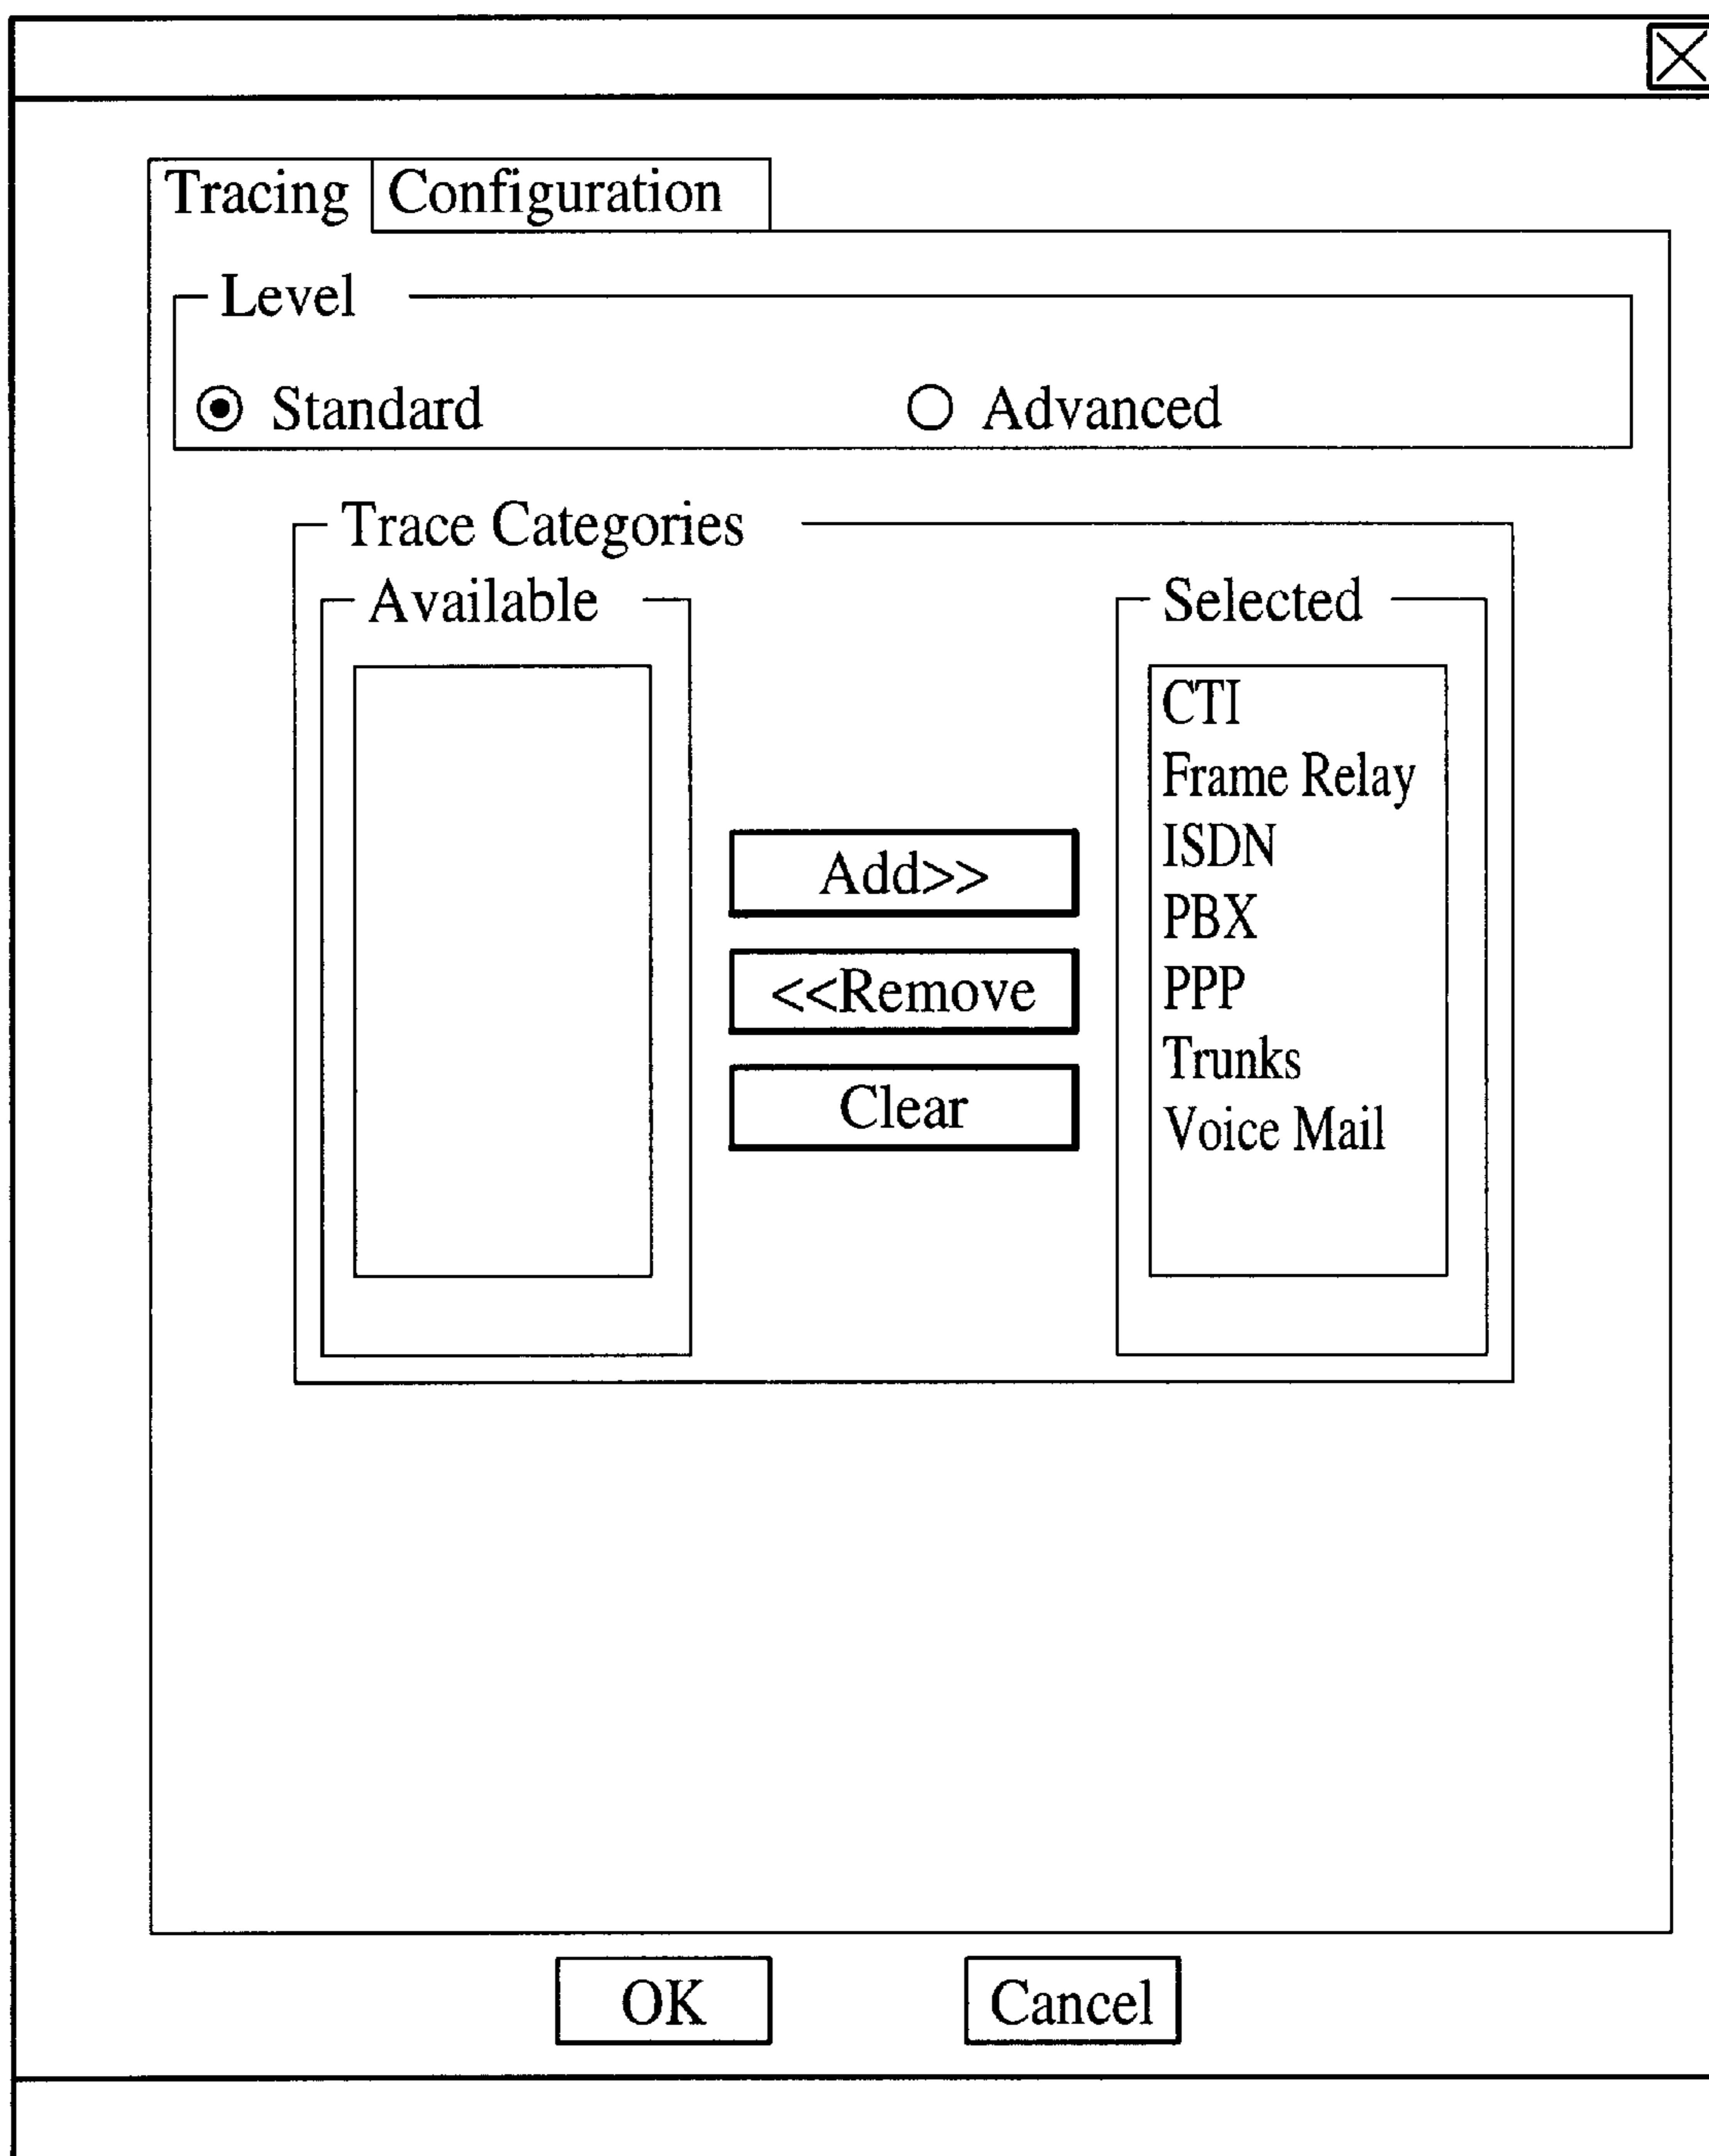 Tracing Configuration
Level
Standard Advanced
Trace Categories
Available Selected
CTI
Frame Relay
ISDN
PBX
PPP
Trunks
Voice Mail
Add>>
<<Remove
Clear
OK Cancel